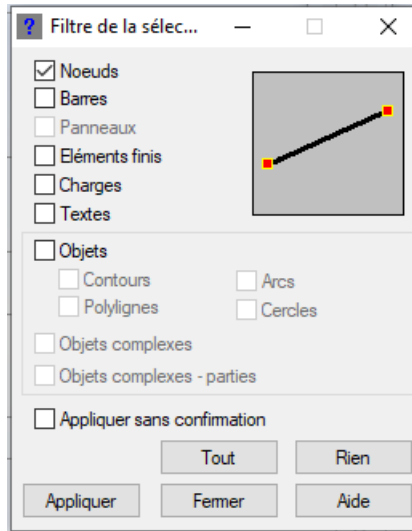 ? Filtre de la sélec...
Noeuds
Barres
Panneaux
Eléments finis
Charges
Textes
Objets
Contours Arcs
Polylignes Cercles
Objets complexes
Objets complexes - parties
Appliquer sans confirmation
Tout Rien
Appliquer Fermer Aide